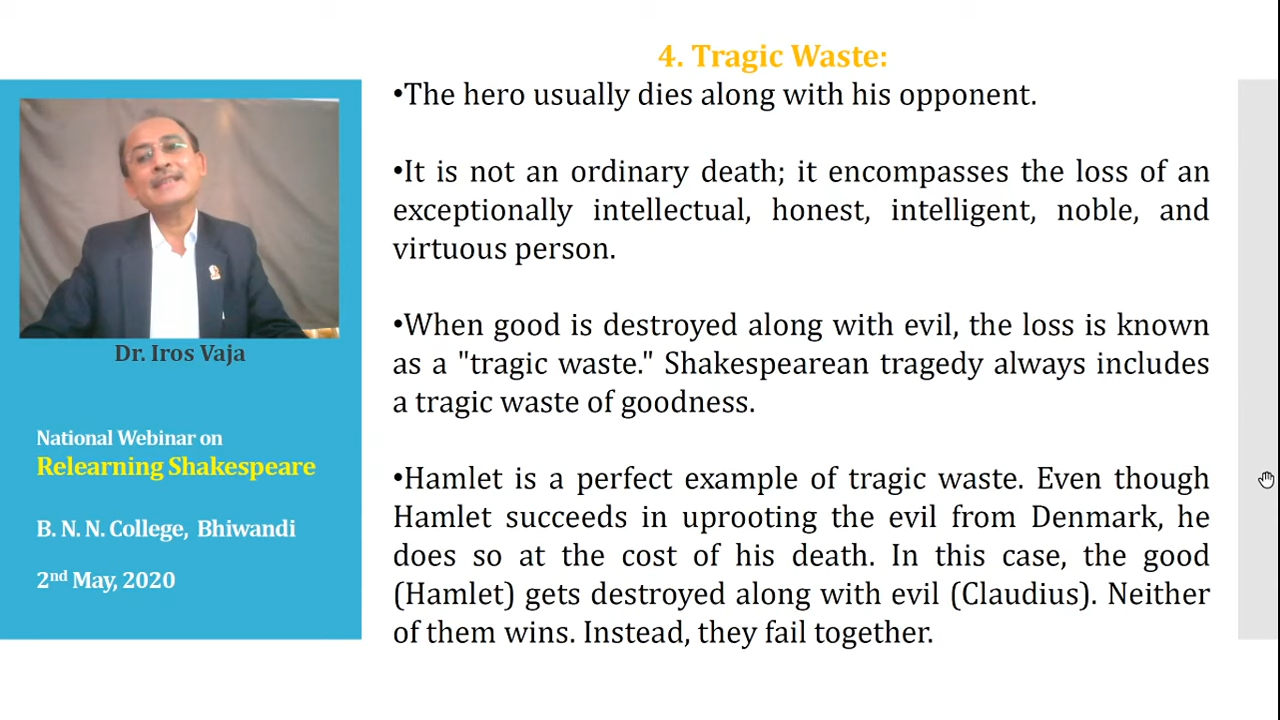 4. Tragic Waste:
•The hero usually dies along with his opponent.
•It is not an ordinary death; it encompasses the loss of an
exceptionally intellectual, honest, intelligent, noble, and
virtuous person.
•When good is destroyed along with evil, the loss is known
as a "tragic waste." Shakespearean tragedy always includes
a tragic waste of goodness.
•Hamlet is a perfect example of tragic waste. Even though
Hamlet succeeds in uprooting the evil from Denmark, he
does so at the cost of his death. In this case, the good
(Hamlet) gets destroyed along with evil (Claudius). Neither
of them wins. Instead, they fail together.
Dr. Iros Vaja
National Webinar on
Relearning Shakespeare
B. N. N. College, Bhiwandi
2nd May, 2020